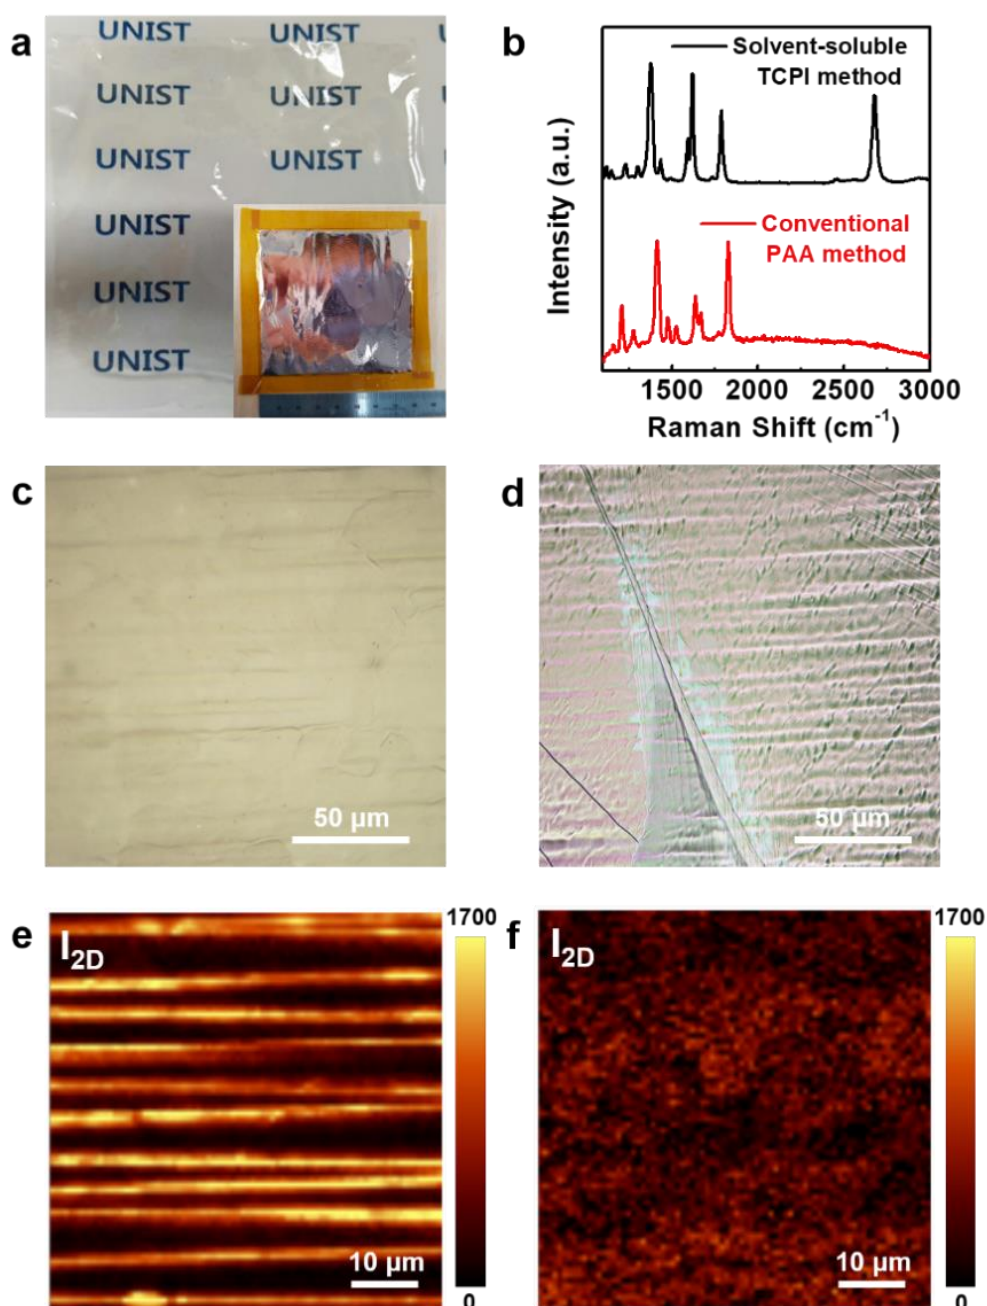 a
UNIST UNIST
UNIST UNIST
UNIST UNIST
UNIST
UNIST
UNIST
b
Solvent-soluble
TCPI method
Conventional
PAA method
Intensity (a.u.)
1500 2000 2500 3000
Raman Shift (cm-1)
c
50 μm
d
50 μm
e
I2D
1700
10 μm
0
f
I2D
1700
10 μm
0